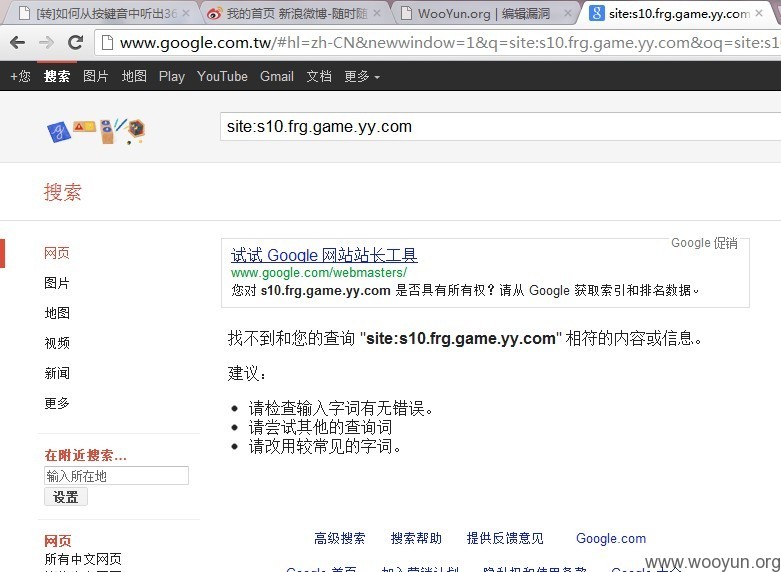 [转]如何从按键音中听出36
我的首页 新浪微博-随时随
WooYun.org | 编辑漏洞
site:s10.frg.game.yy.com
www.google.com.tw/#hl=zh-CN&newwindow=1&q=site:s10.frg.game.yy.com&oq=site:s10
+您 搜索 图片 地图 Play YouTube Gmail 文档 更多
site:s10.frg.game.yy.com
搜索
网页
图片
地图
视频
新闻
更多
在附近搜索...
输入所在地
设置
网页
所有中文网页
Google 促销
试试 Google 网站站长工具
www.google.com/webmasters/
您对 s10.frg.game.yy.com 是否具有所有权？请从 Google 获取索引和排名数据。
找不到和您的查询 "site:s10.frg.game.yy.com" 相符的内容或信息。
建议：
请检查输入字词有无错误。
请尝试其他的查询词
请改用较常见的字词。
高级搜索 搜索帮助 提供反馈意见 Google.com
www.wooyun.org